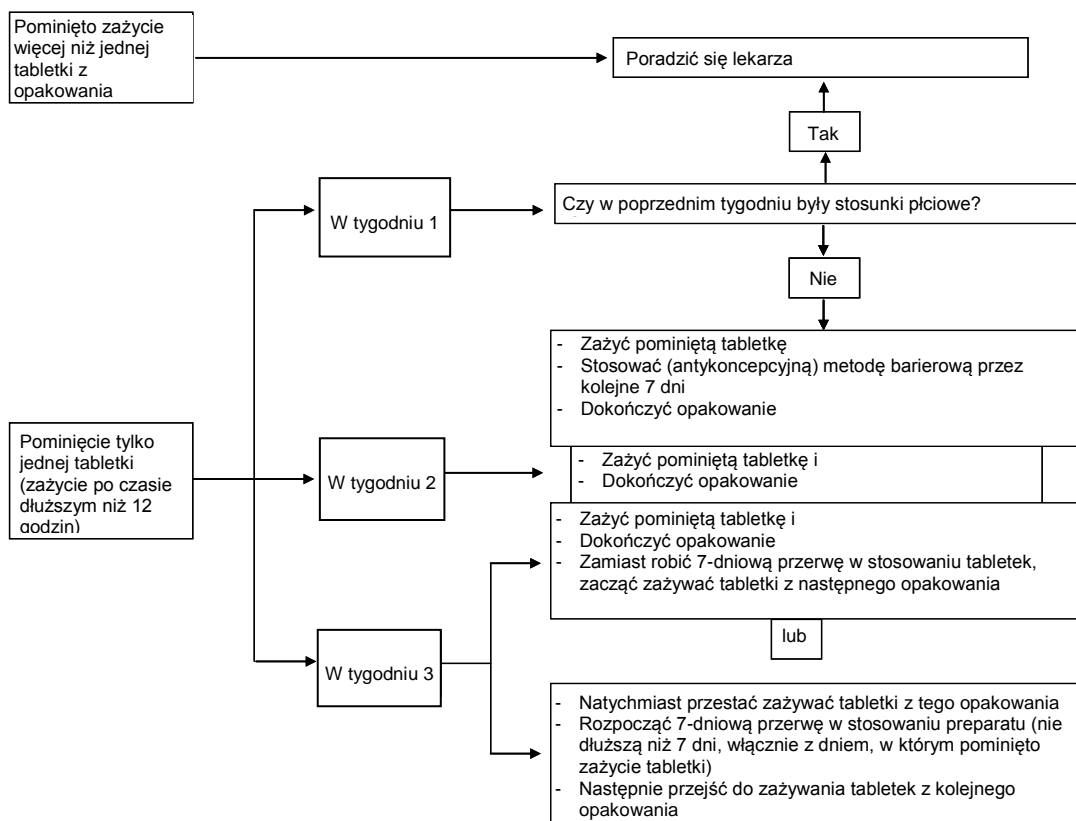 Pominięto zażycie
więcej niż jednej
tabletki z
opakowania
Poradzić się lekarza
Tak
W tygodniu 1
Czy w poprzednim tygodniu były stosunki płciowe?
Nie
- Zażyć pominiętą tabletkę
- Stosować (antykoncepcyjną) metodę barierową przez
kolejne 7 dni
- Dokończyć opakowanie
Pominięcie tylko
jednej tabletki
(zażycie po czasie
dłuższym niż 12
godzin)
W tygodniu 2
- Zażyć pominiętą tabletkę i
- Dokończyć opakowanie
- Zażyć pominiętą tabletkę i
- Dokończyć opakowanie
- Zamiast robić 7-dniową przerwę w stosowaniu tabletek,
zacząć zażywać tabletki z następnego opakowania
lub
W tygodniu 3
- Natychmiast przestać zażywać tabletki z tego opakowania
- Rozpocząć 7-dniową przerwę w stosowaniu preparatu (nie
dłuższą niż 7 dni, włącznie z dniem, w którym pominięto
zażycie tabletki)
- Następnie przejść do zażywania tabletek z kolejnego
opakowania